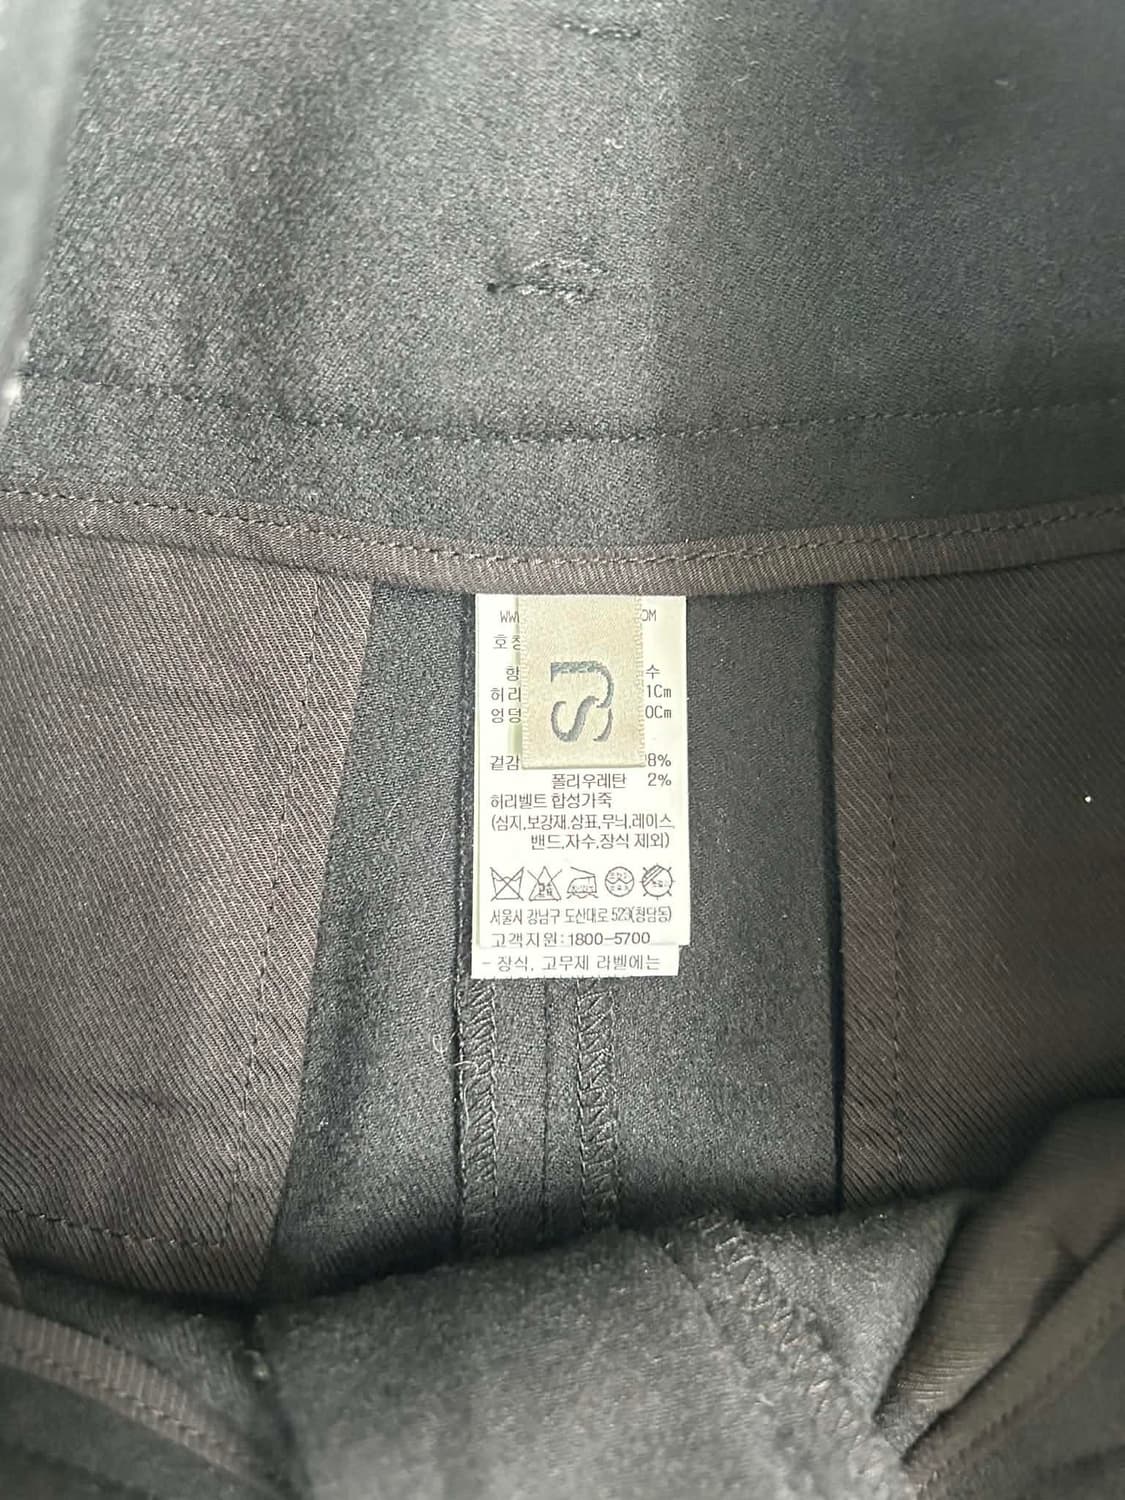 WW OM
호
항 수
허리 1Cm
엉덩 0Cm
겉감 98%
폴리우레탄 2%
허리벨트 합성가죽
(심지,보강재.상표,무늬,레이스,
밴드,자수,장식 제외)
서울시 강남구 도산대로 523(청담동)
고객지원:1800-5700
- 장식, 고무제 라벨에는
SJ